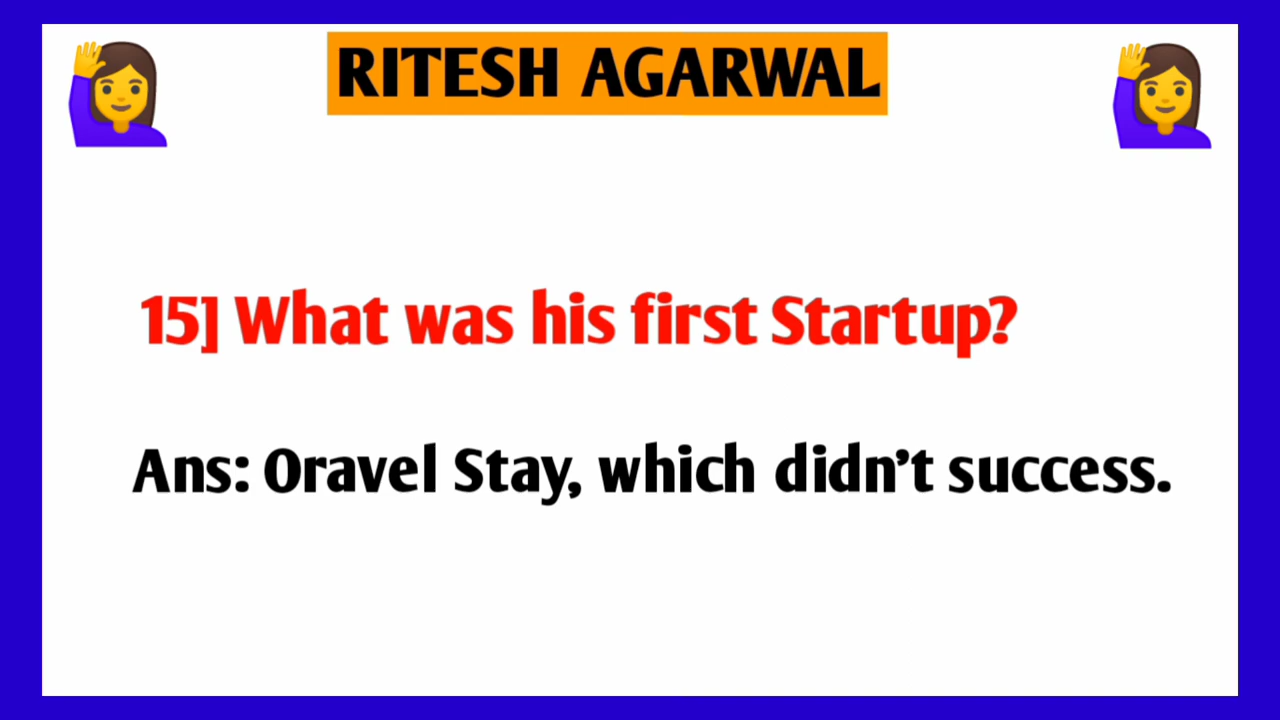 RITESH AGARWAL
15] What was his first Startup?
Ans: Oravel Stay, which didn't success.